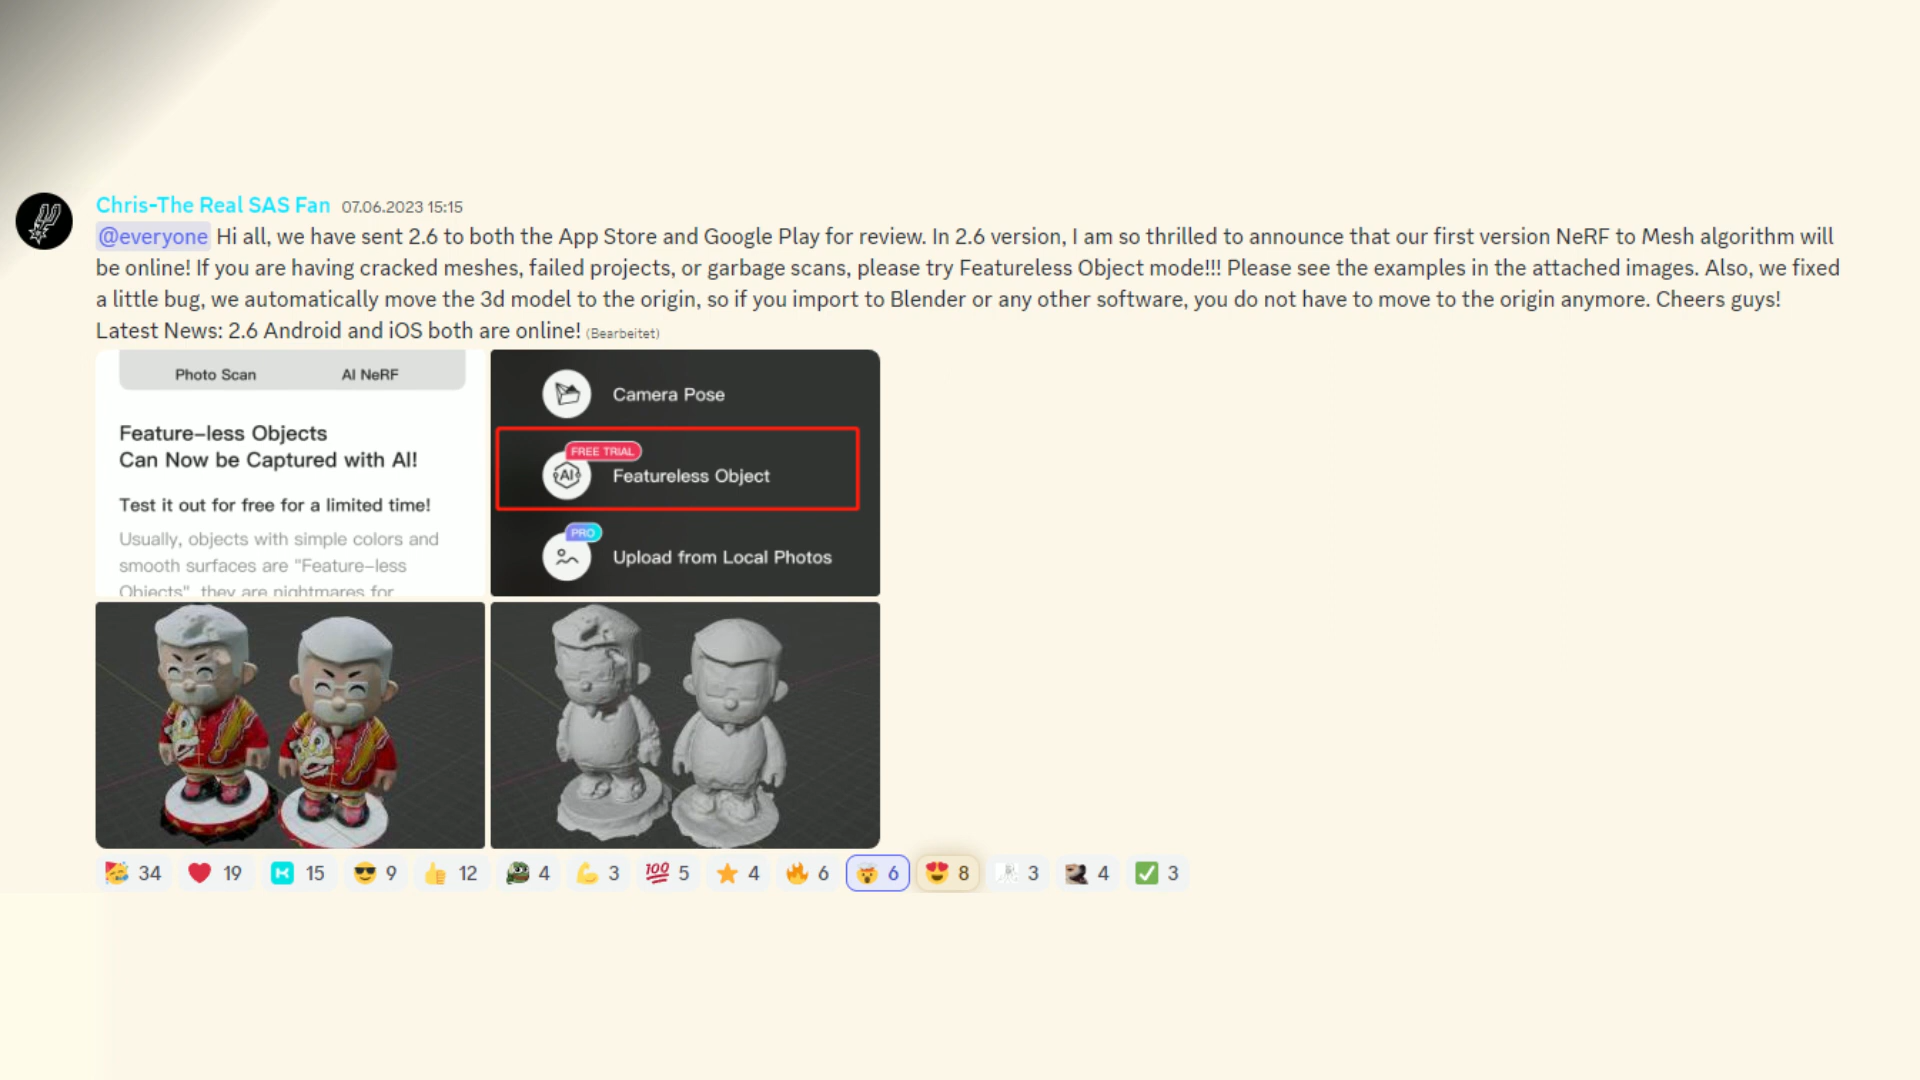 Chris-The Real SAS Fan 07.06.2023 15:15
@everyone Hi all, we have sent 2.6 to both the App Store and Google Play for review. In 2.6 version, I am so thrilled to announce that our first version NeRF to Mesh algorithm will
be online! If you are having cracked meshes, failed projects, or garbage scans, please try Featureless Object mode!!! Please see the examples in the attached images. Also, we fixed
a little bug, we automatically move the 3d model to the origin, so if you import to Blender or any other software, you do not have to move to the origin anymore. Cheers guys!
Latest News: 2.6 Android and iOS both are online! (Bearbeitet)
Photo Scan AI NeRF
Feature-less Objects
Can Now be Captured with AI!
Test it out for free for a limited time!
Usually, objects with simple colors and
smooth surfaces are "Feature-less
Objects", they are nightmares for
Camera Pose
FREE TRIAL
AI Featureless Object
PRO
Upload from Local Photos
34 19 15 9 12 4 3 100 5 4 6 6 8 3 4 3